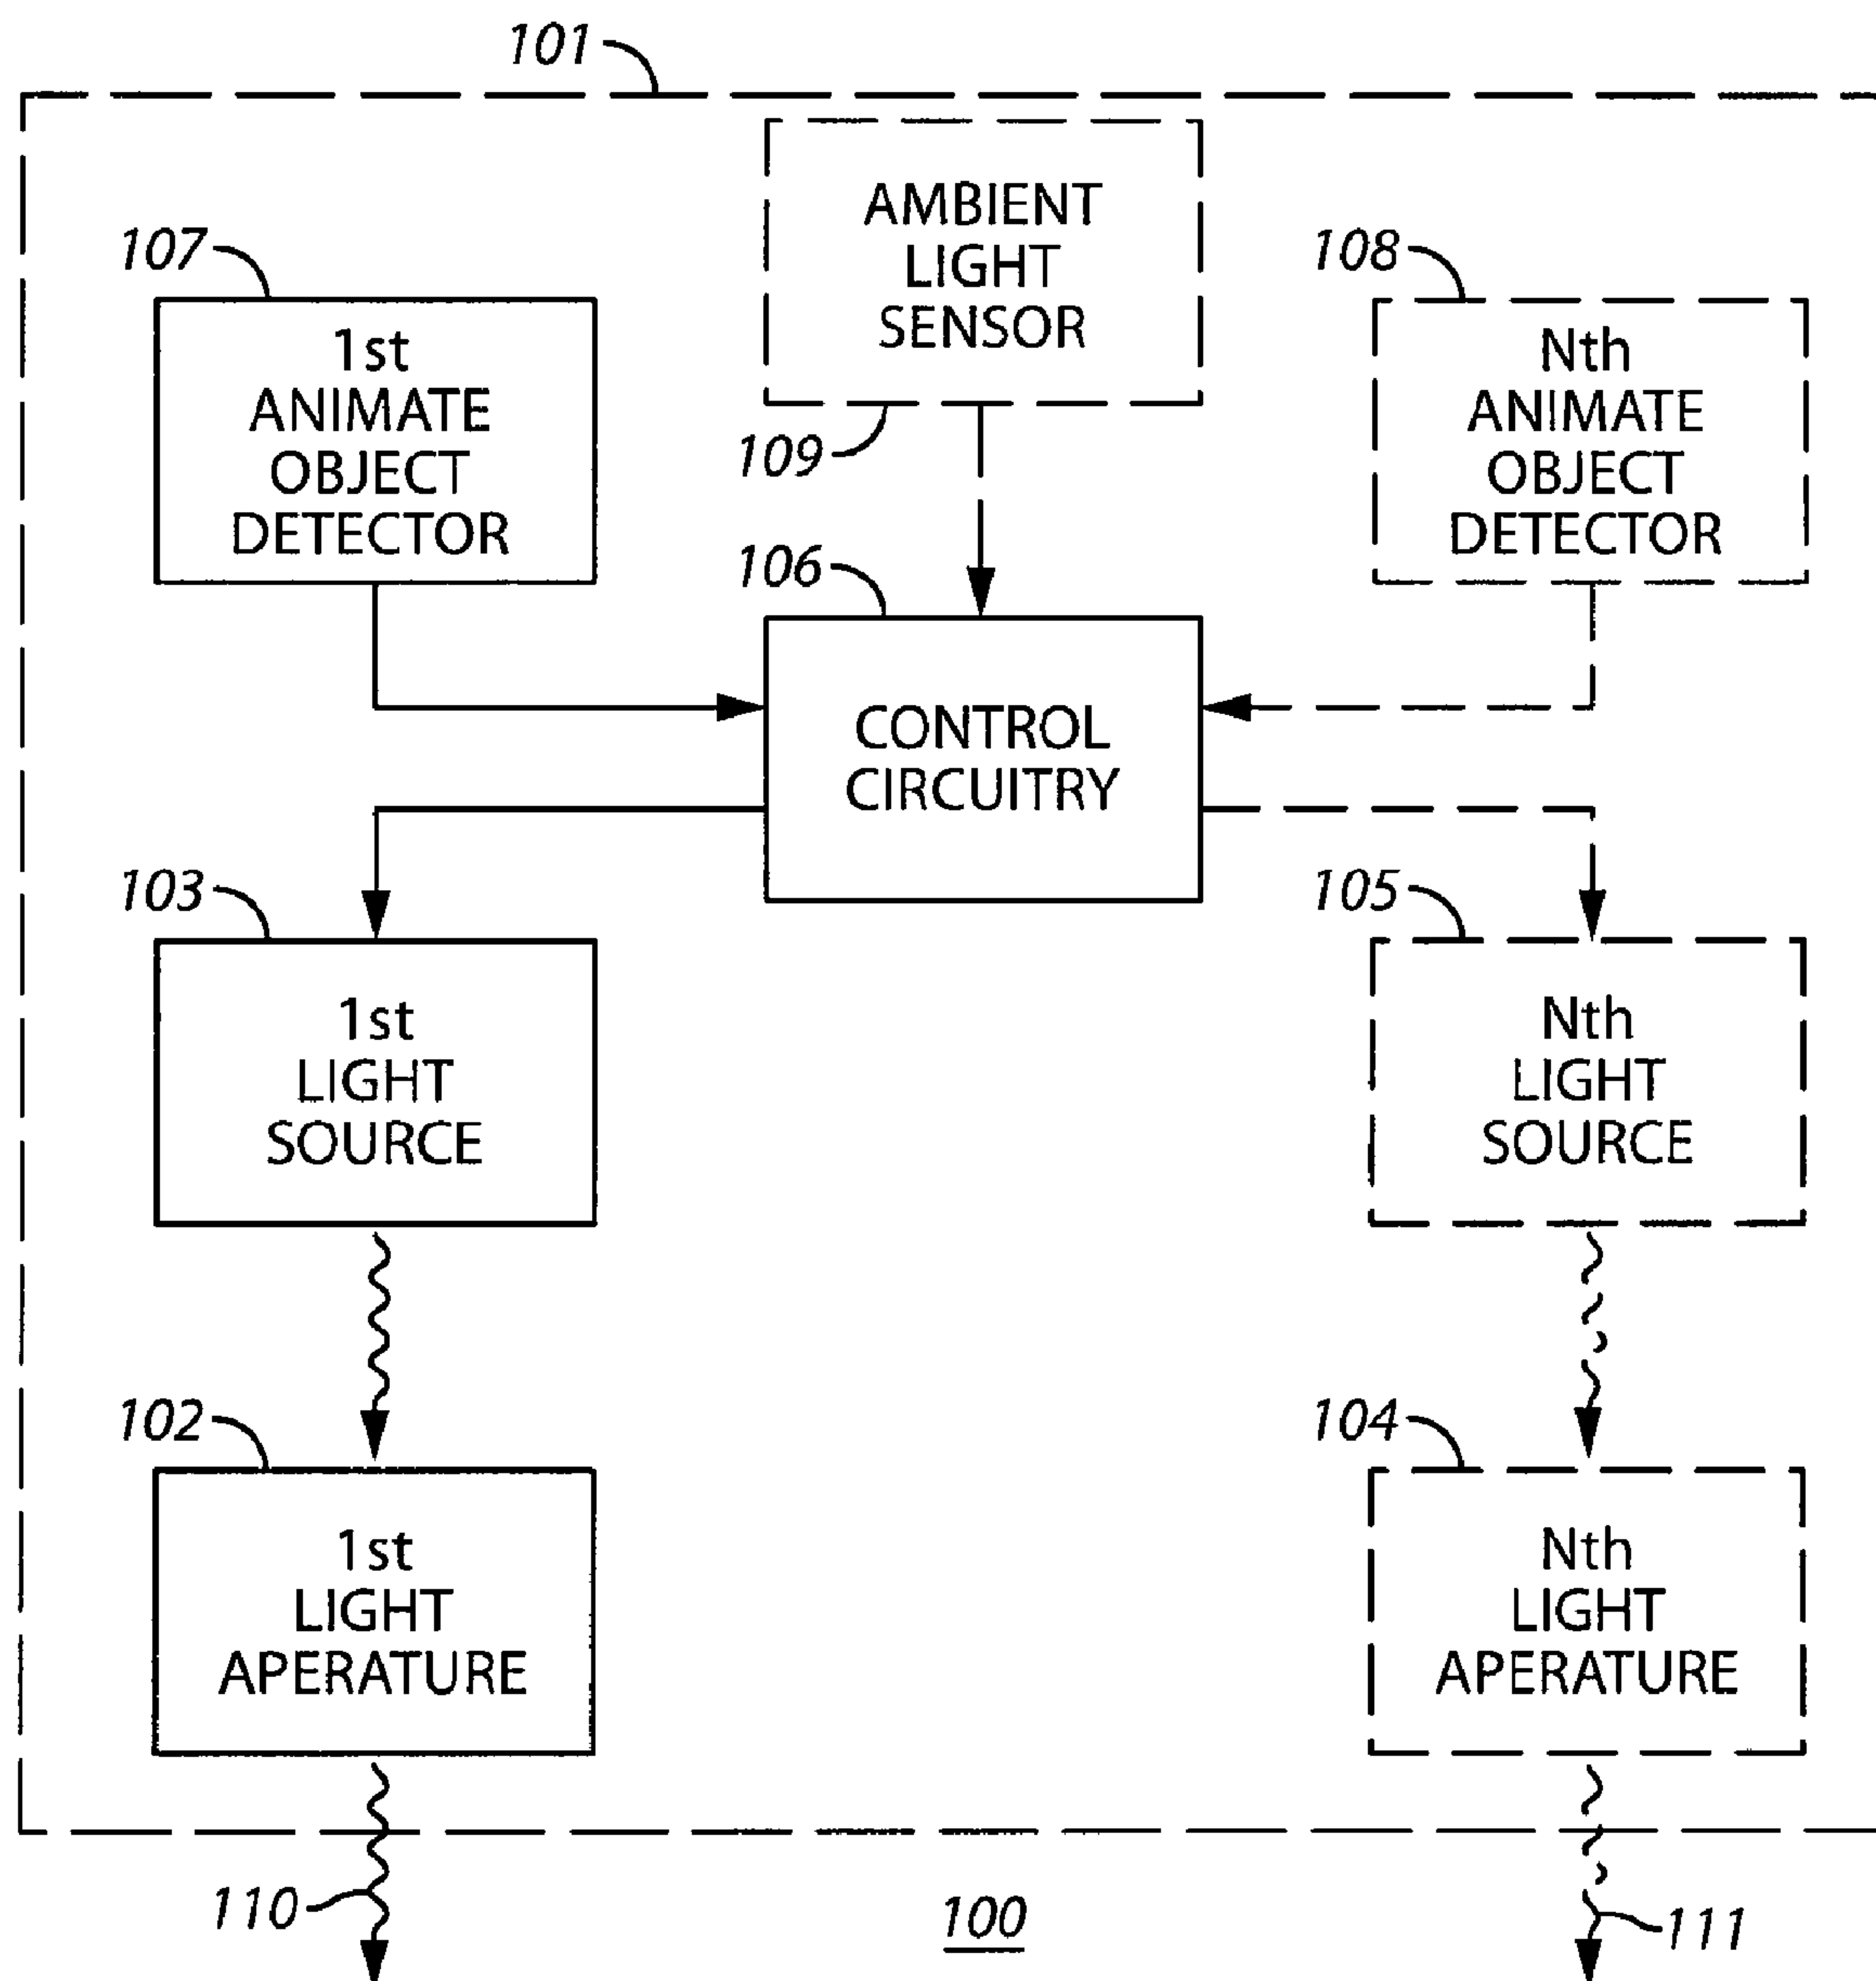 101
AMBIENT
LIGHT
SENSOR
107
108
1st
ANIMATE
OBJECT
DETECTOR
109
Nth
ANIMATE
OBJECT
DETECTOR
106
CONTROL
CIRCUITRY
103
105
1st
LIGHT
SOURCE
Nth
LIGHT
SOURCE
102
104
1st
LIGHT
APERATURE
Nth
LIGHT
APERATURE
110
100
111